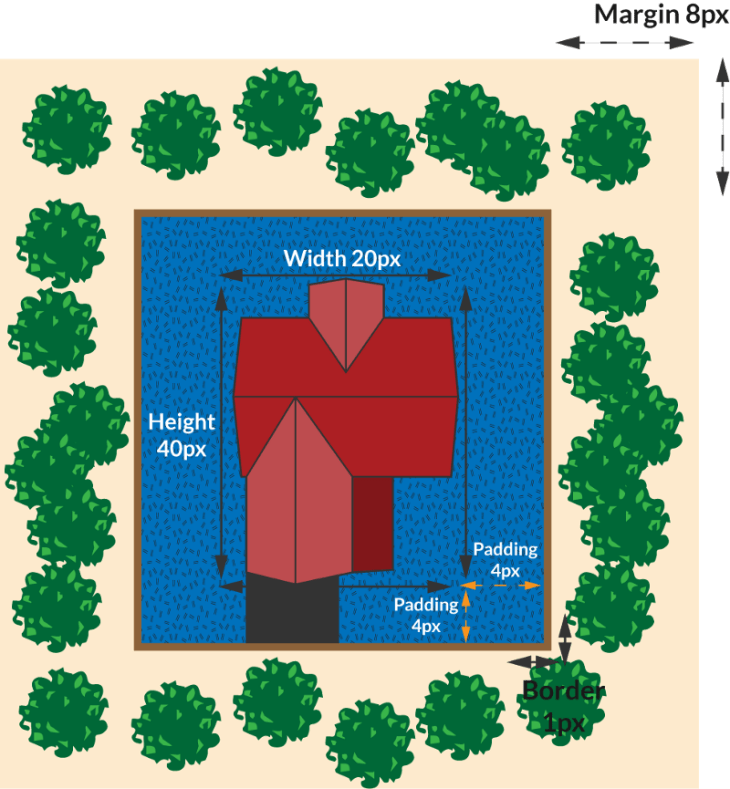 Margin 8px
Width 20px
Height
40px
Padding
4px
Padding
4px
Border
1px